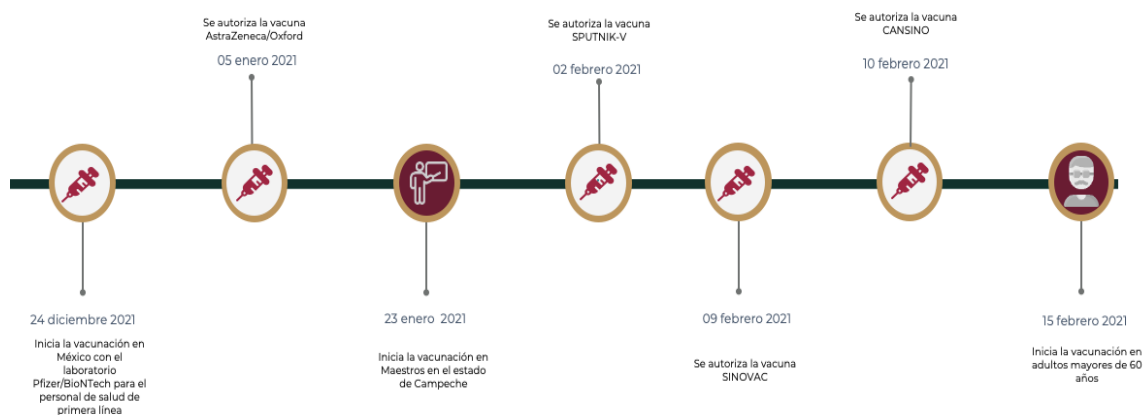 Se autoriza la vacuna
AstraZeneca/Oxford
05 enero 2021
Se autoriza la vacuna
SPUTNIK-V
02 febrero 2021
Se autoriza la vacuna
CANSINO
10 febrero 2021
24 diciembre 2021
Inicia la vacunación en
México con el
laboratorio
Pfizer/BioNTech para el
personal de salud de
primera línea
23 enero 2021
Inicia la vacunación en
Maestros en el estado
de Campeche
09 febrero 2021
Se autoriza la vacuna
SINOVAC
15 febrero 2021
Inicia la vacunación en
adultos mayores de 60
años